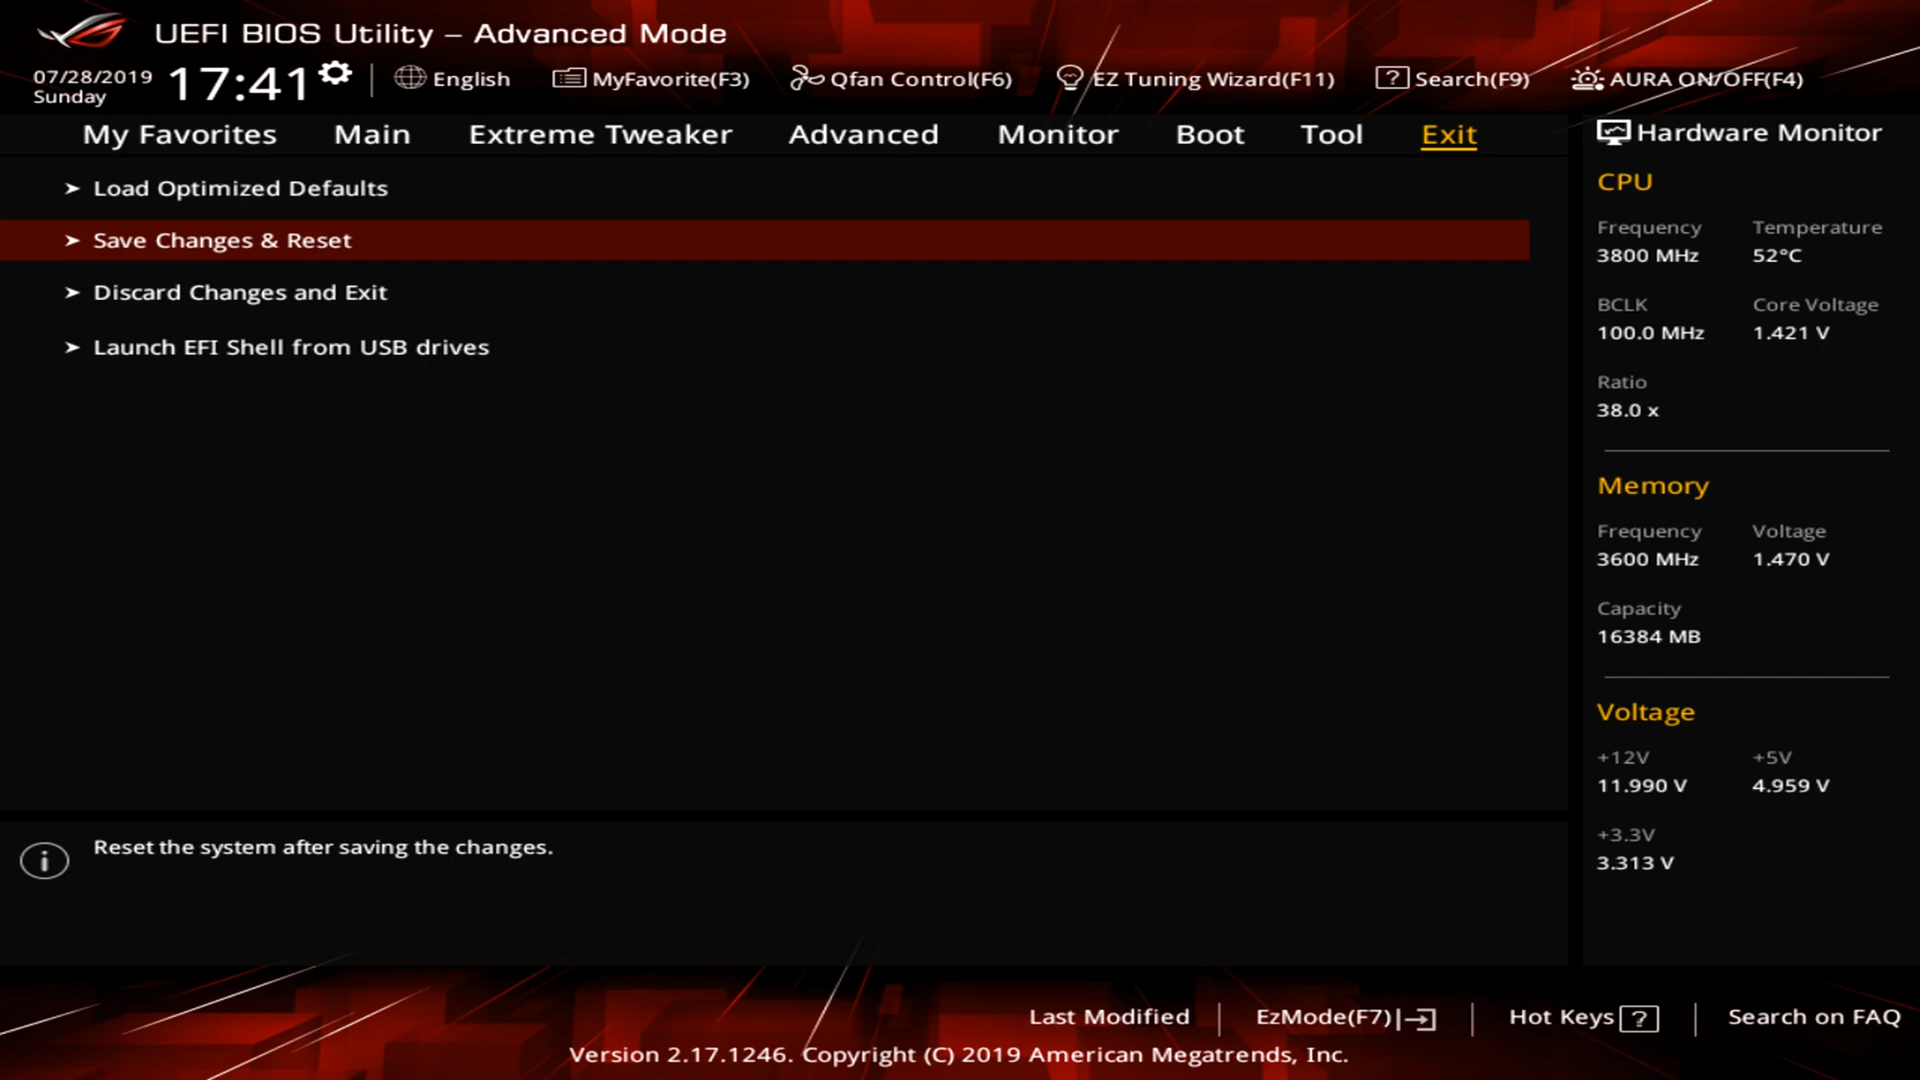 UEFI BIOS Utility – Advanced Mode
07/28/2019
Sunday
17:41
English
MyFavorite(F3)
Qfan Control(F6)
EZ Tuning Wizard(F11)
? Search(F9)
AURA ON/OFF(F4)
My Favorites
Main
Extreme Tweaker
Advanced
Monitor
Boot
Tool
Exit
➤ Load Optimized Defaults
➤ Save Changes & Reset
➤ Discard Changes and Exit
➤ Launch EFI Shell from USB drives
i Reset the system after saving the changes.
Hardware Monitor
CPU
Frequency Temperature
3800 MHz 52°C
BCLK Core Voltage
100.0 MHz 1.421 V
Ratio
38.0 x
Memory
Frequency Voltage
3600 MHz 1.470 V
Capacity
16384 MB
Voltage
+12V +5V
11.990 V 4.959 V
+3.3V
3.313 V
Last Modified
EzMode(F7)
Hot Keys ?
Search on FAQ
Version 2.17.1246. Copyright (C) 2019 American Megatrends, Inc.